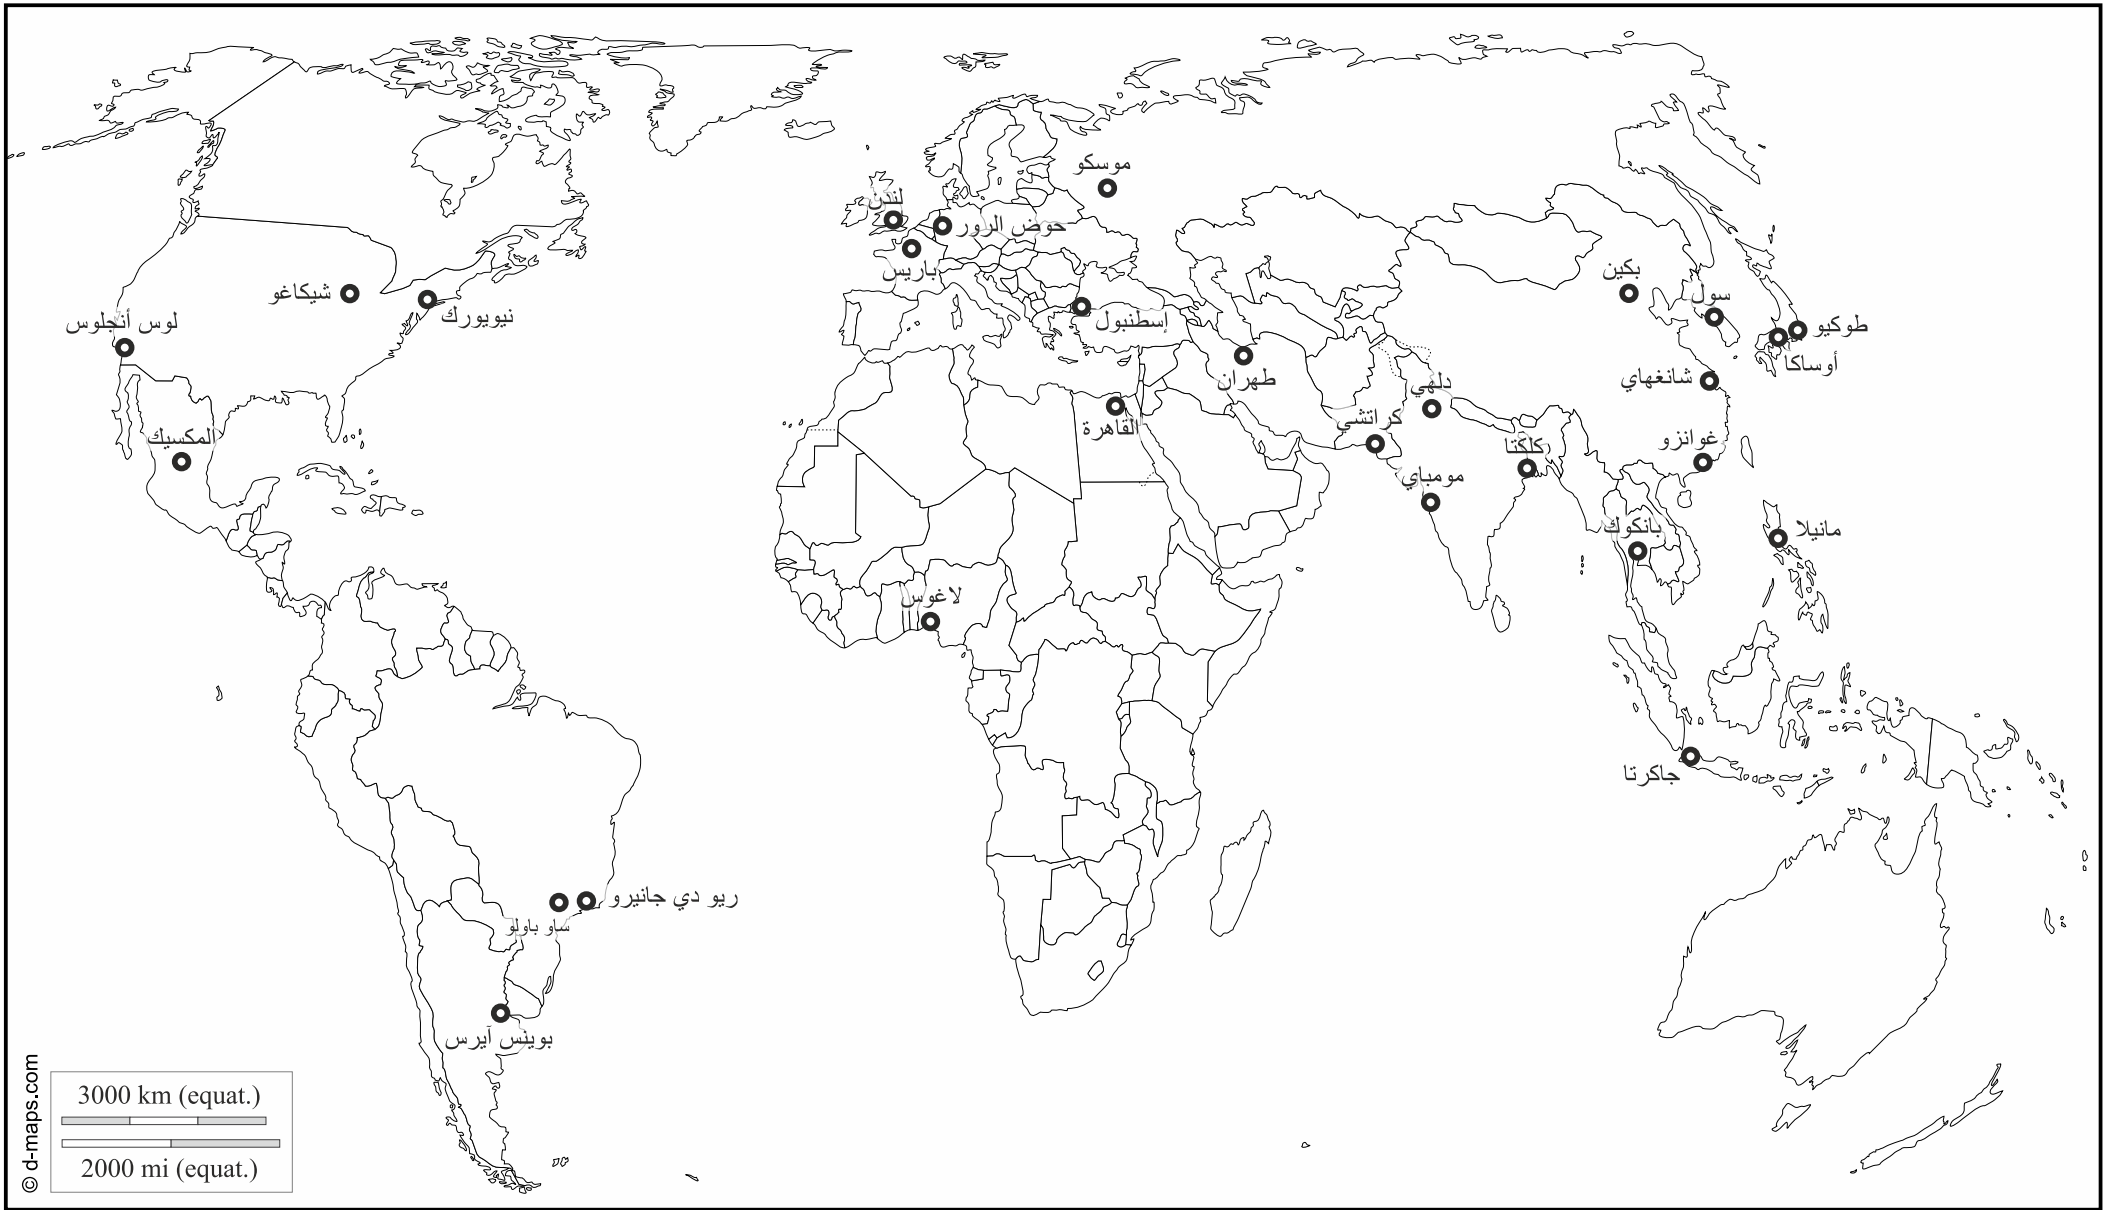 موسكو
لندن
حوض الرور
باريس
بكين
سول
شيكاغو
نيويورك
لوس أنجلوس
إسطنبول
طوكيو
أوساكا
طهران
شانغهاي
دلهي
القاهرة
كراتشي
المكسيك
كلكتا
غوانزو
مومباي
بانكوك
مانيلا
لاغوس
جاكرتا
ريو دي جانيرو
ساو باولو
بوينس آيرس
3000 km (equat.)
2000 mi (equat.)
© d-maps.com